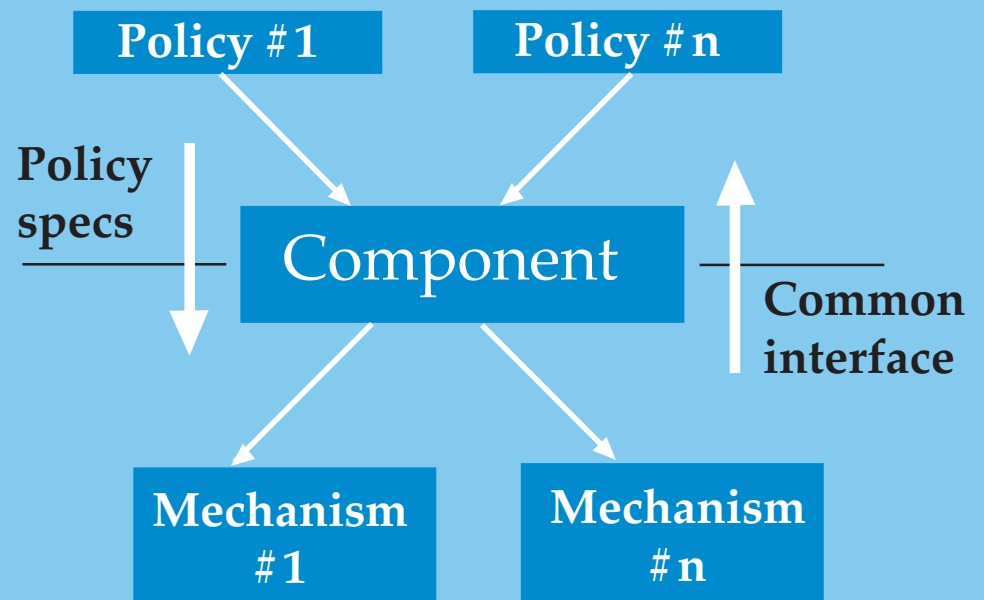 Policy #1
Policy #n
Policy
specs
Component
Common
interface
Mechanism
#1
Mechanism
#n